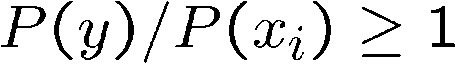 P(y)/P(x_i) ≥ 1